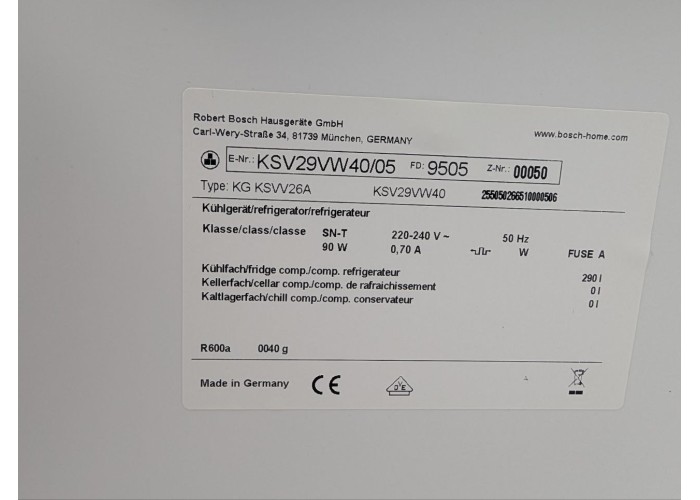 Robert Bosch Hausgeräte GmbH
Carl-Wery-Straße 34, 81739 München, GERMANY
www.bosch-home.com
E-Nr.: KSV29VW40/05 FD: 9505 Z-Nr.: 00050
Type: KG KSVV26A KSV29VW40 255050266510000506
Kühlgerät/refrigerator/refrigerateur
Klasse/class/classe SN-T 220-240 V ~ 50 Hz
90 W 0,70 A W FUSE A
Kühlfach/fridge comp./comp. refrigerateur 290 l
Kellerfach/cellar comp./comp. de rafraichissement 0 l
Kaltlagerfach/chill comp./comp. conservateur 0 l
R600a 0040 g
Made in Germany CE